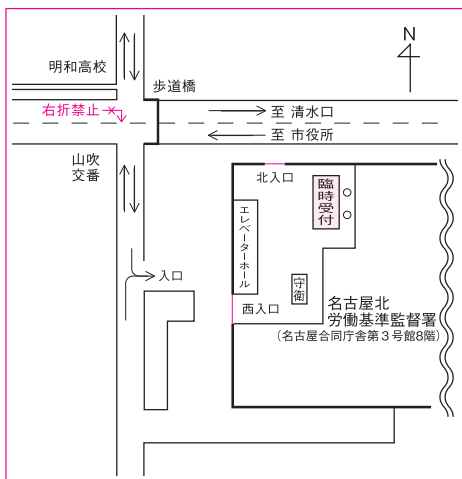 明和高校
歩道橋
N
右折禁止
至 清水口
至 市役所
山吹
交番
北入口
臨時受付
エレベーターホール
入口
守衛
西入口
名古屋北
労働基準監督署
(名古屋合同庁舎第3号館8階)